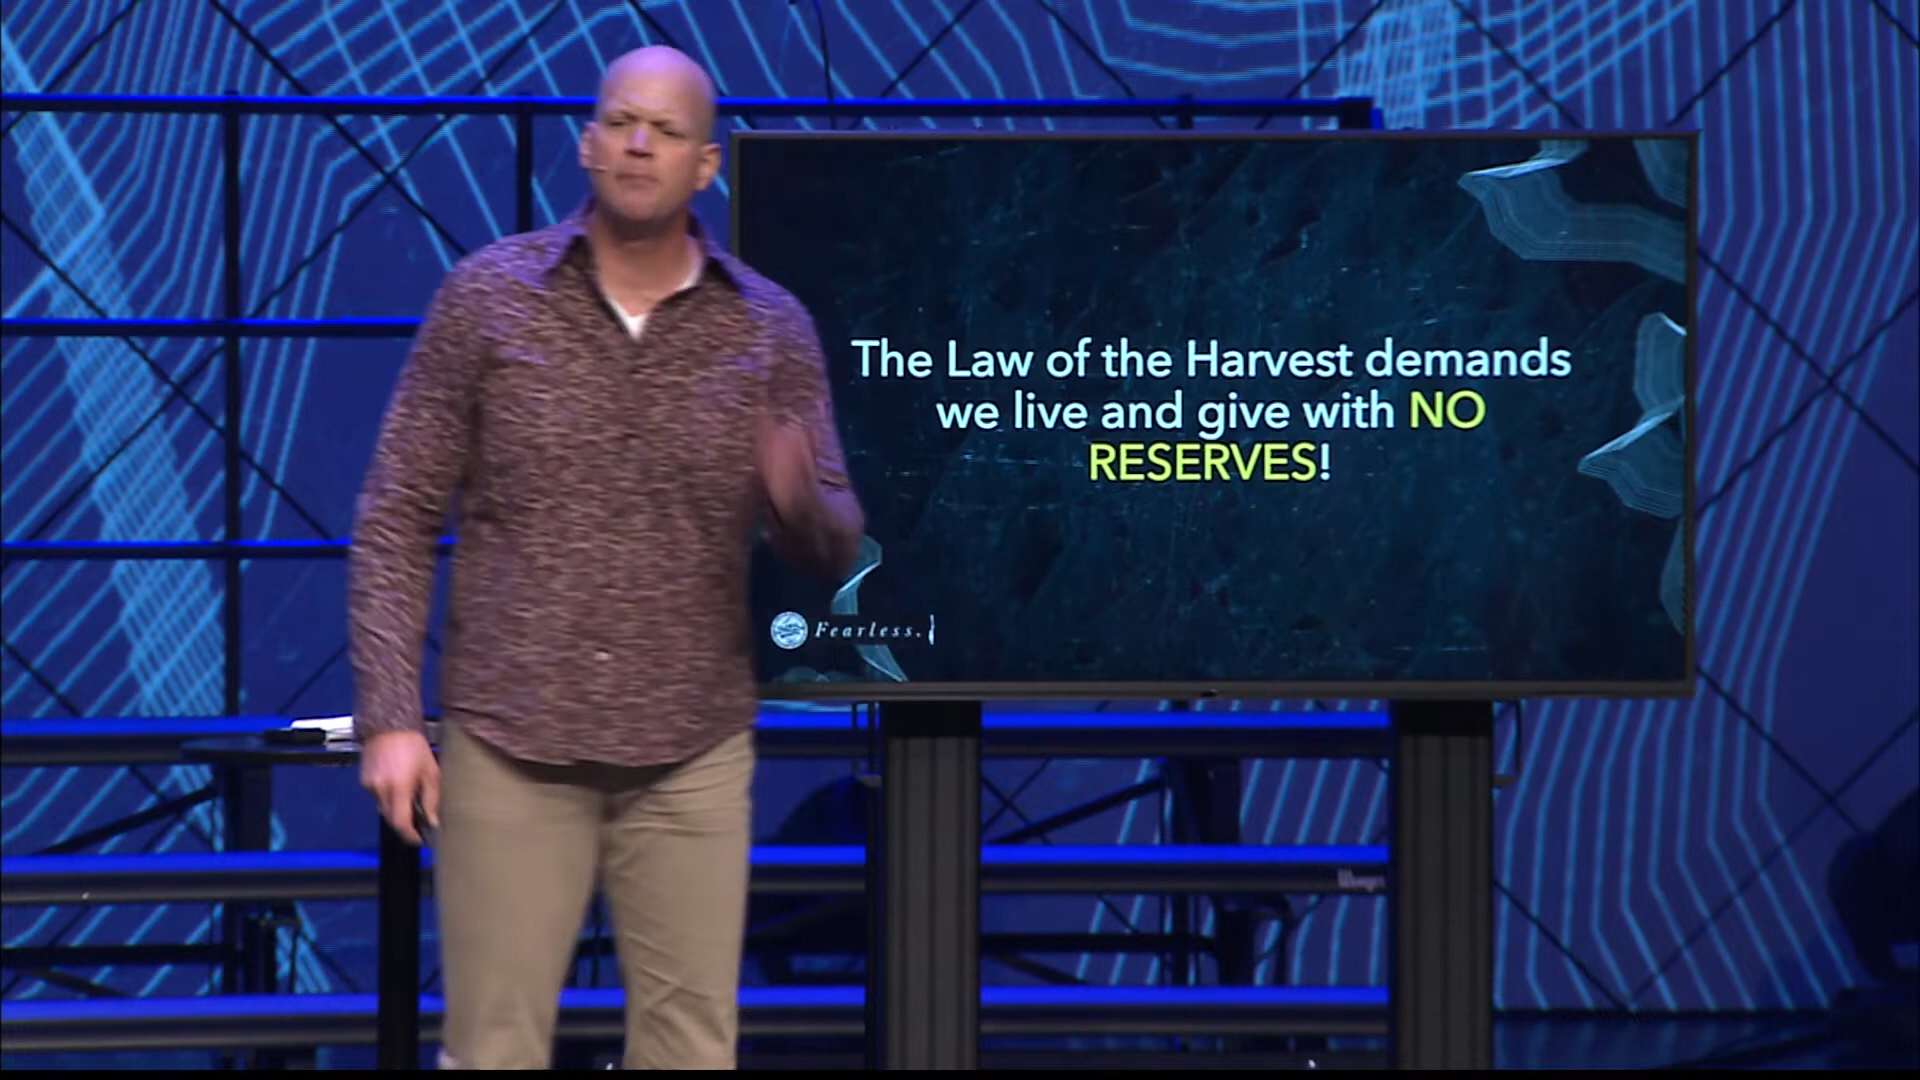 The Law of the Harvest demands
we live and give with NO
RESERVES!
Fearless.